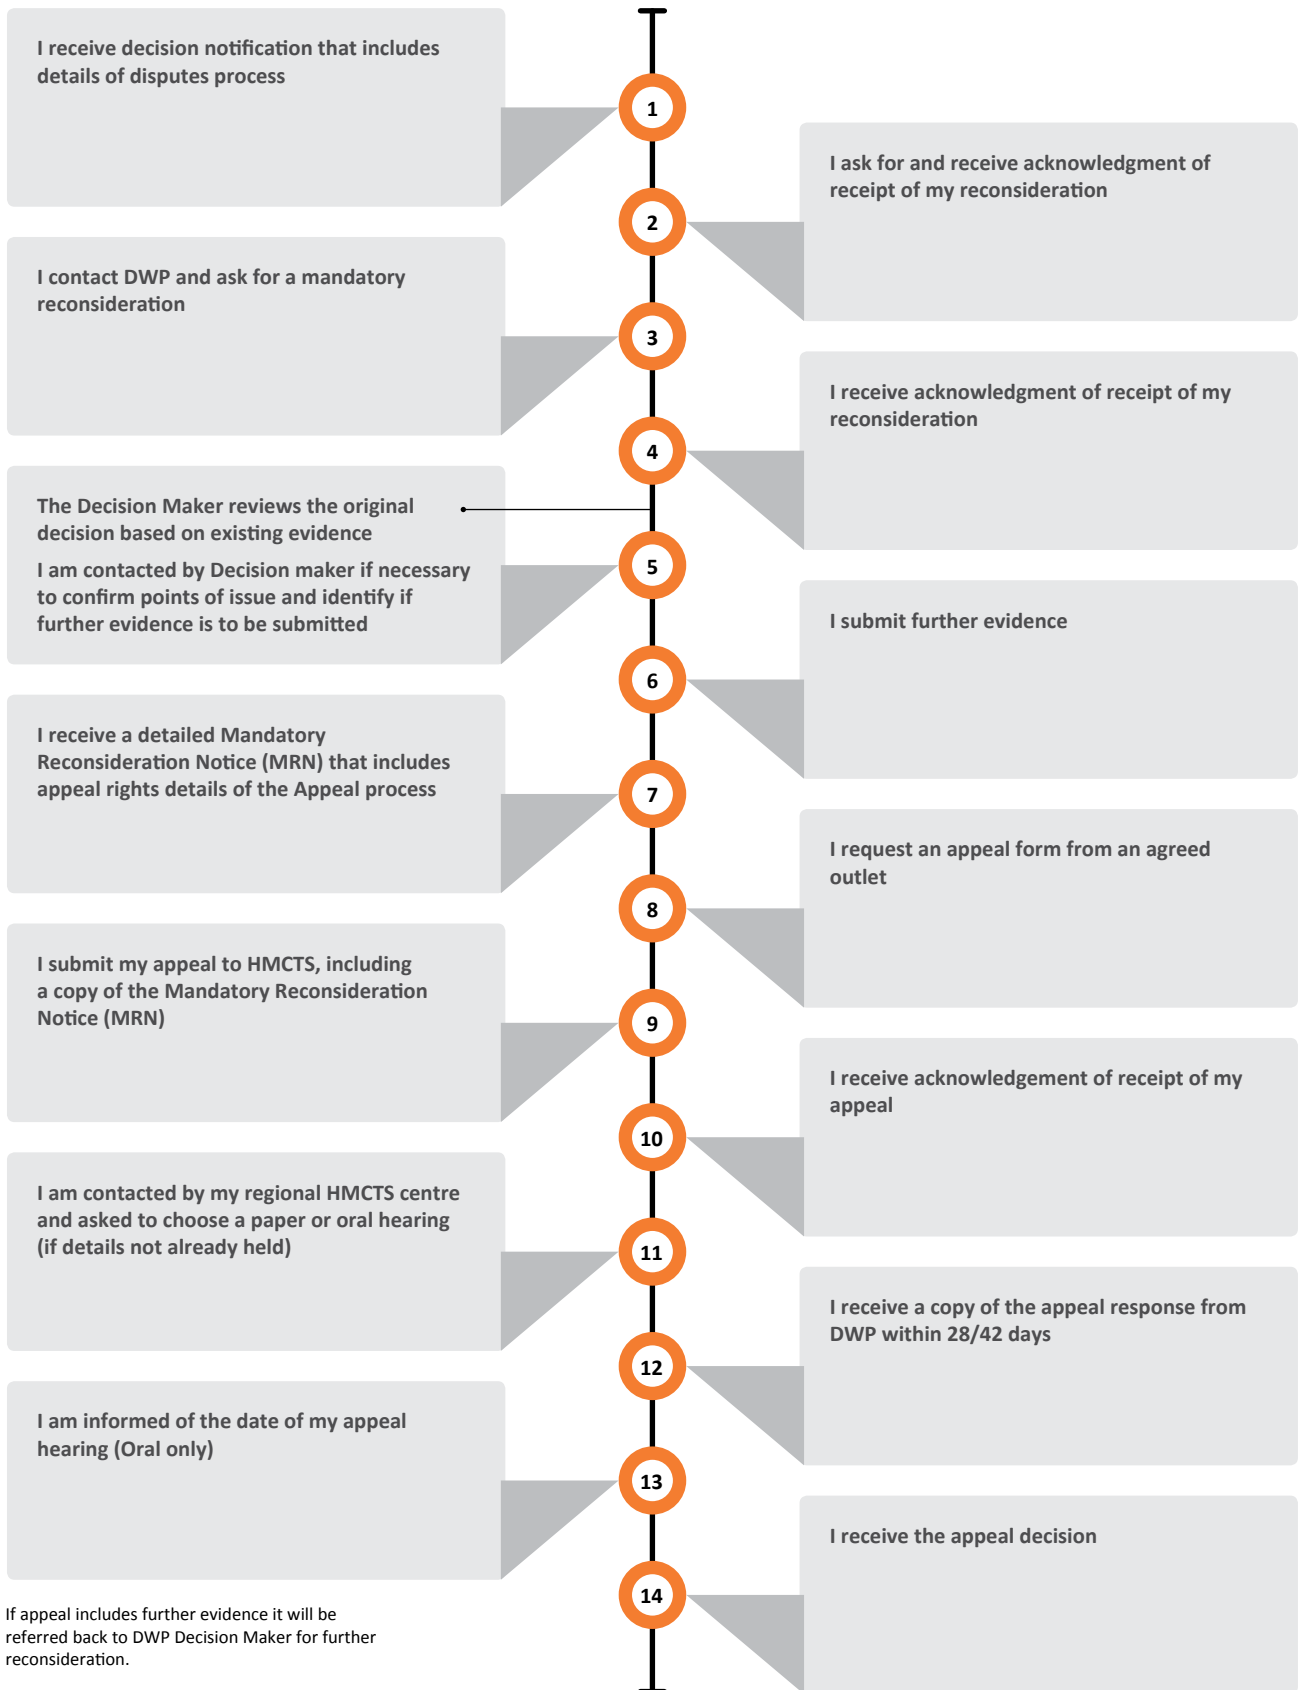 I receive decision notification that includes
details of disputes process
1
I ask for and receive acknowledgment of
receipt of my reconsideration
2
I contact DWP and ask for a mandatory
reconsideration
3
I receive acknowledgment of receipt of my
reconsideration
4
The Decision Maker reviews the original
decision based on existing evidence
I am contacted by Decision maker if necessary
to confirm points of issue and identify if
further evidence is to be submitted
5
I submit further evidence
6
I receive a detailed Mandatory
Reconsideration Notice (MRN) that includes
appeal rights details of the Appeal process
7
I request an appeal form from an agreed
outlet
8
I submit my appeal to HMCTS, including
a copy of the Mandatory Reconsideration
Notice (MRN)
9
I receive acknowledgement of receipt of my
appeal
10
I am contacted by my regional HMCTS centre
and asked to choose a paper or oral hearing
(if details not already held)
11
I receive a copy of the appeal response from
DWP within 28/42 days
12
I am informed of the date of my appeal
hearing (Oral only)
13
I receive the appeal decision
14
If appeal includes further evidence it will be
referred back to DWP Decision Maker for further
reconsideration.